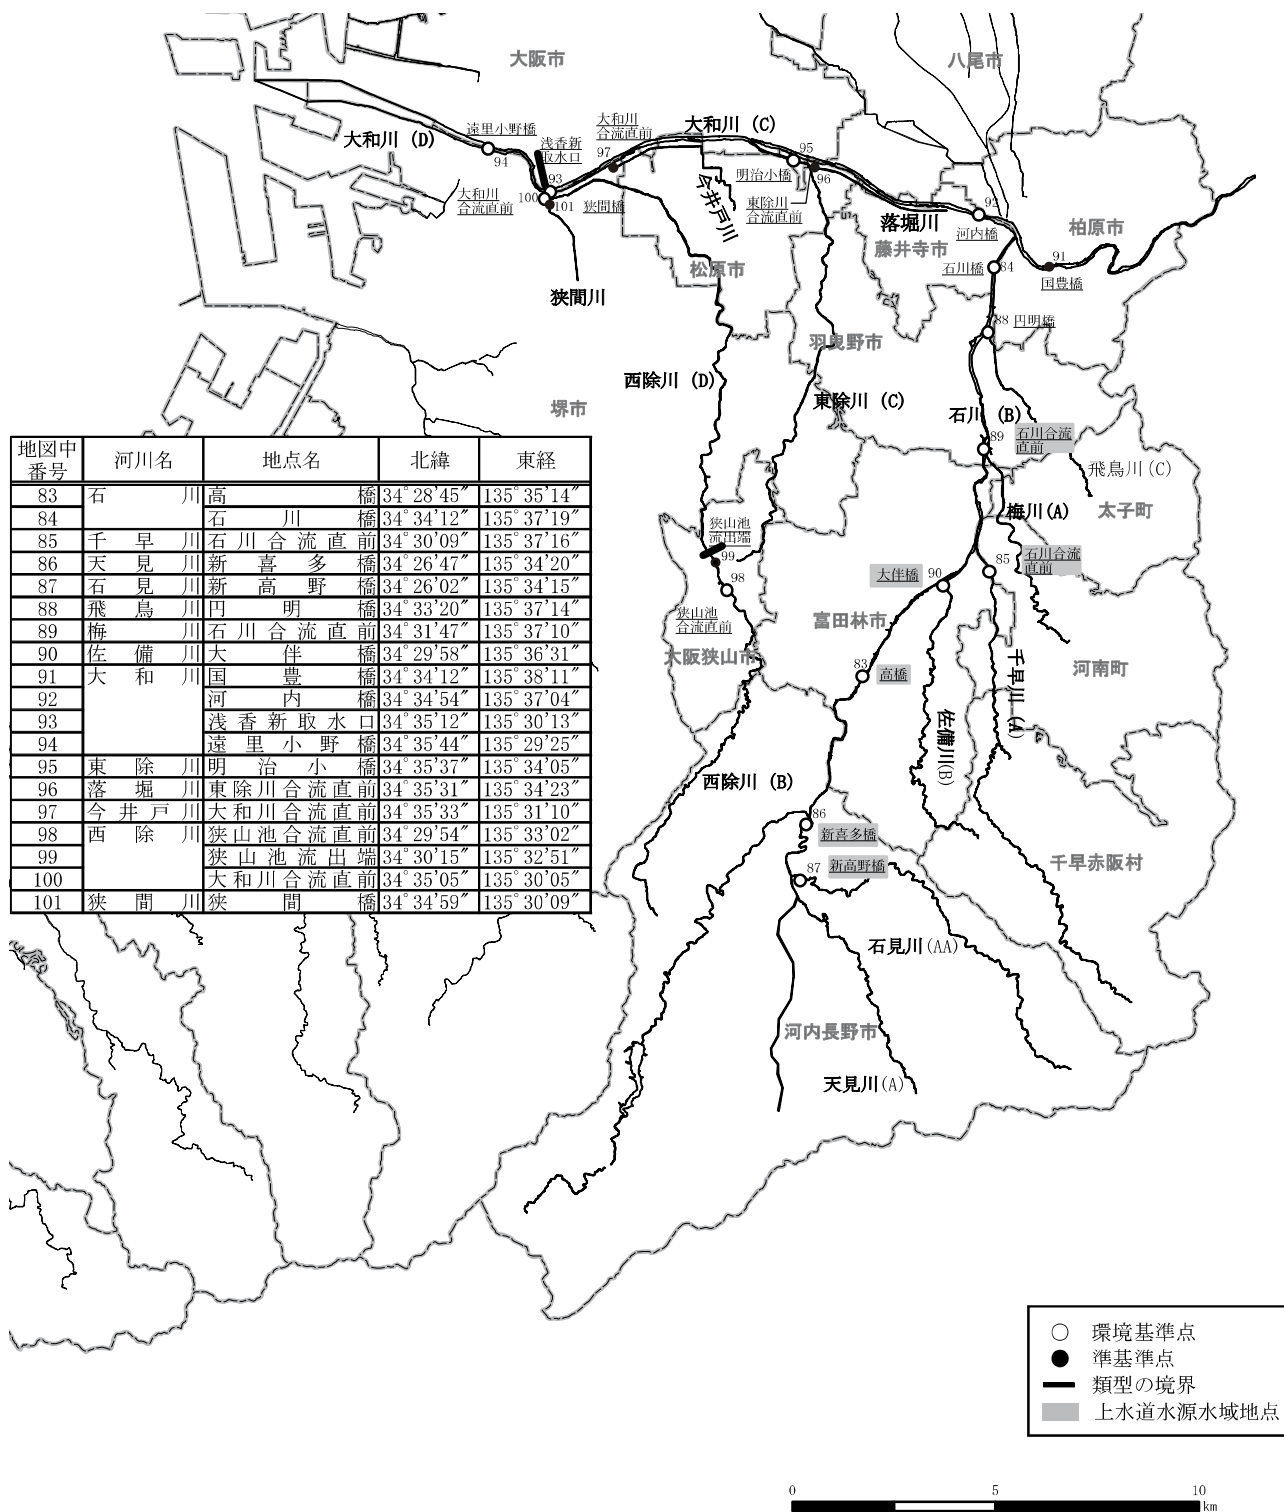 大阪市
八尾市
大和川（D）
遠里小野橋
94
浅香新
取水口
93
大和川
合流直前
97
大和川（C）
95
明治小橋
96
東除川
合流直前
大和川
合流直前
100
101
狭間橋
狭間川
今井戸川
落堀川
92
河内橋
柏原市
藤井寺市
石川橋
84
91
国豊橋
松原市
88
円明橋
羽曳野市
西除川（D）
堺市
東除川（C）
石川（B）
89
石川合流
直前
飛鳥川（C）
梅川(A)
太子町
狭山池
流出端
99
98
狭山池
合流直前
大阪狭山市
大伴橋
90
85
石川合流
直前
富田林市
83
高橋
千早川（A）
河南町
佐備川(B)
西除川（B）
86
新喜多橋
87
新高野橋
千早赤阪村
石見川(AA)
河内長野市
天見川(A)
地図中番号 河川名 地点名 北緯 東経
83 石川 高橋 34ﾟ28′45″ 135ﾟ35′14″
84 石川橋 34ﾟ34′12″ 135ﾟ37′19″
85 千早川 石川合流直前 34ﾟ30′09″ 135ﾟ37′16″
86 天見川 新喜多橋 34ﾟ26′47″ 135ﾟ34′20″
87 石見川 新高野橋 34ﾟ26′02″ 135ﾟ34′15″
88 飛鳥川 円明橋 34ﾟ33′20″ 135ﾟ37′14″
89 梅川 石川合流直前 34ﾟ31′47″ 135ﾟ37′10″
90 佐備川 大伴橋 34ﾟ29′58″ 135ﾟ36′31″
91 大和川 国豊橋 34ﾟ34′12″ 135ﾟ38′11″
92 河内橋 34ﾟ34′54″ 135ﾟ37′04″
93 浅香新取水口 34ﾟ35′12″ 135ﾟ30′13″
94 遠里小野橋 34ﾟ35′44″ 135ﾟ29′25″
95 東除川 明治小橋 34ﾟ35′37″ 135ﾟ34′05″
96 落堀川 東除川合流直前 34ﾟ35′31″ 135ﾟ34′23″
97 今井戸川 大和川合流直前 34ﾟ35′33″ 135ﾟ31′10″
98 西除川 狭山池合流直前 34ﾟ29′54″ 135ﾟ33′02″
99 狭山池流出端 34ﾟ30′15″ 135ﾟ32′51″
100 大和川合流直前 34ﾟ35′05″ 135ﾟ30′05″
101 狭間川 狭間橋 34ﾟ34′59″ 135ﾟ30′09″
環境基準点
準基準点
類型の境界
上水道水源水域地点
0 5 10
km